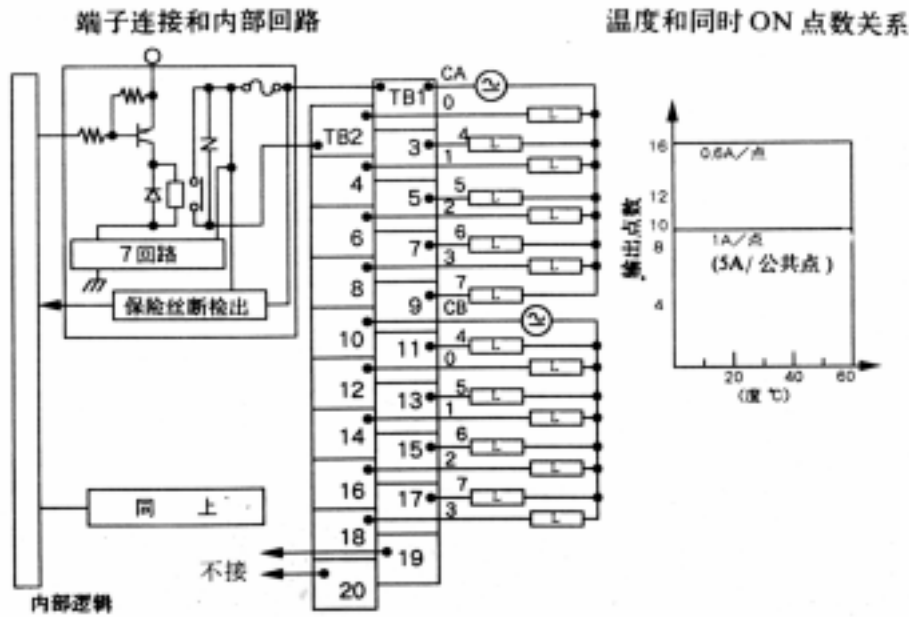 端子连接和内部回路
温度和同时 ON 点数关系
CA
TB1
0
L
TB2
3
4
L
1
L
4
5
5
L
2
L
6
7
6
L
3
L
8
9
7
L
CB
10
11
4
L
0
L
12
13
5
L
1
L
14
15
6
L
2
L
16
17
7
L
3
L
18
19
不接
20
7 回路
保险丝断检出
同 上
内部逻辑
输出点数
16
0.6A/点
12
10
1A/点
8
(5A/公共点)
4
20 40 60
(度 ℃)